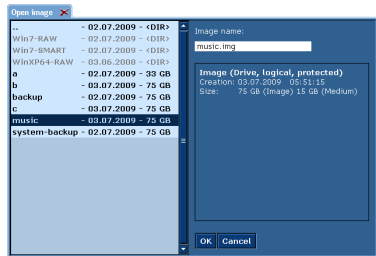 Open image
.. - 02.07.2009 - <DIR>
Win7-RAW - 02.07.2009 - <DIR>
Win7-SMART - 02.07.2009 - <DIR>
WinXP64-RAW - 03.06.2008 - <DIR>
a - 02.07.2009 - 33 GB
b - 03.07.2009 - 75 GB
backup - 02.07.2009 - 75 GB
c - 03.07.2009 - 75 GB
music - 03.07.2009 - 75 GB
system-backup - 02.07.2009 - 75 GB
Image name:
music.img
Image (Drive, logical, protected)
Creation: 03.07.2009 05:51:15
Size: 75 GB (Image) 15 GB (Medium)
OK Cancel